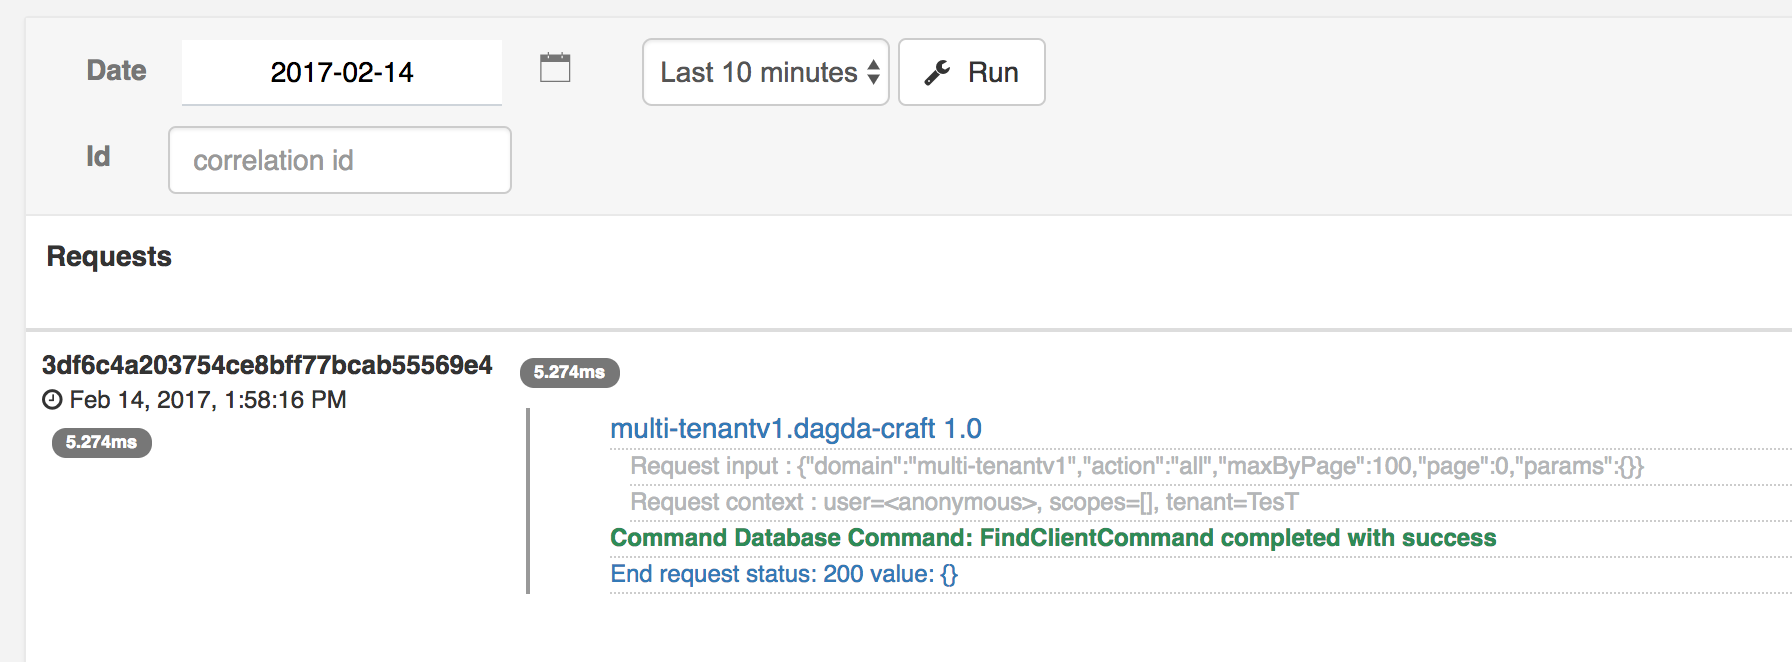 Date 2017-02-14 Last 10 minutes Run
Id correlation id
Requests
3df6c4a203754ce8bff77bcab55569e4 5.274ms
Feb 14, 2017, 1:58:16 PM
5.274ms
multi-tenantv1.dagda-craft 1.0
Request input : {"domain":"multi-tenantv1","action":"all","maxByPage":100,"page":0,"params":{}}
Request context : user=<anonymous>, scopes=[], tenant=TesT
Command Database Command: FindClientCommand completed with success
End request status: 200 value: {}